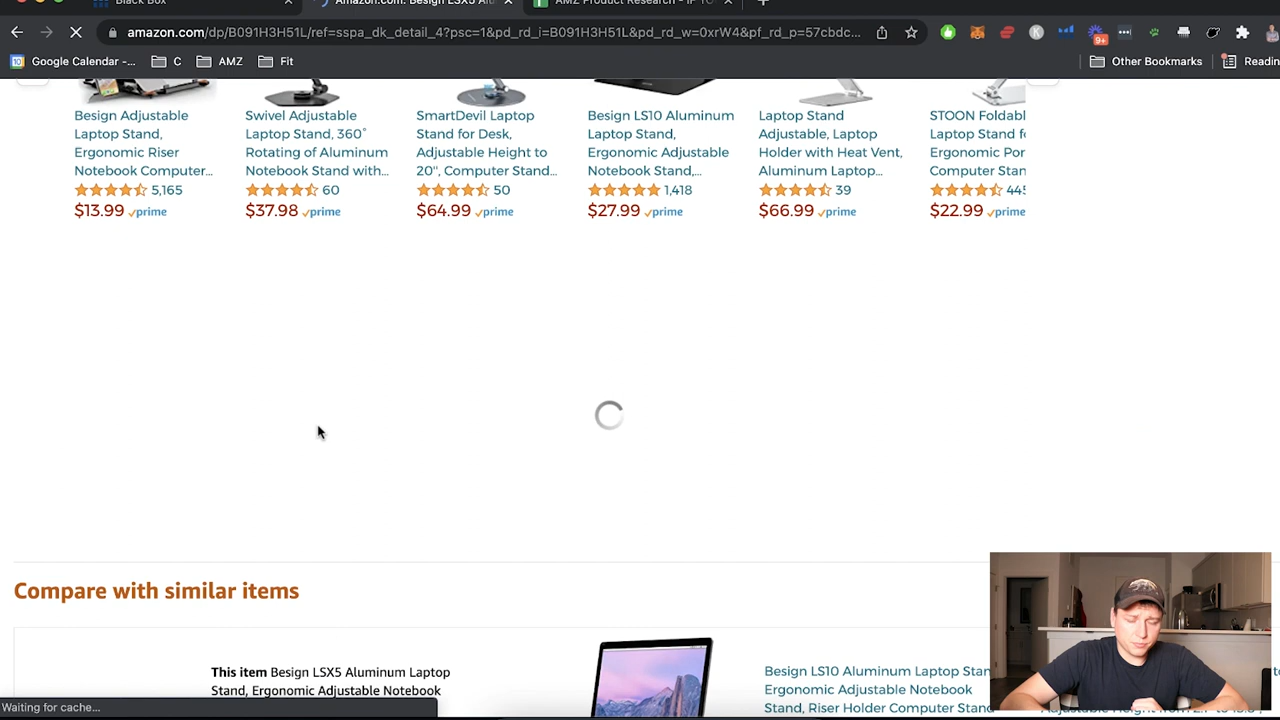 Black Box
Amazon.com: Besign LSX5 Alu
AMZ Product Research - IP TO
amazon.com/dp/B091H3H51L/ref=sspa_dk_detail_4?psc=1&pd_rd_i=B091H3H51L&pd_rd_w=0xrW4&pf_rd_p=57cbdc...
9+
10
Google Calendar -...
C
AMZ
Fit
Other Bookmarks
Readin
Besign Adjustable
Laptop Stand,
Ergonomic Riser
Notebook Computer...
5,165
$13.99 prime
Swivel Adjustable
Laptop Stand, 360°
Rotating of Aluminum
Notebook Stand with...
60
$37.98 prime
SmartDevil Laptop
Stand for Desk,
Adjustable Height to
20", Computer Stand...
50
$64.99 prime
Besign LS10 Aluminum
Laptop Stand,
Ergonomic Adjustable
Notebook Stand,...
1,418
$27.99 prime
Laptop Stand
Adjustable, Laptop
Holder with Heat Vent,
Aluminum Laptop...
39
$66.99 prime
STOON Foldabl
Laptop Stand fo
Ergonomic Por
Computer Stan
445
$22.99 prime
Compare with similar items
This item Besign LSX5 Aluminum Laptop
Stand, Ergonomic Adjustable Notebook
Besign LS10 Aluminum Laptop Stan
Ergonomic Adjustable Notebook
Stand, Riser Holder Computer Stand
Waiting for cache...